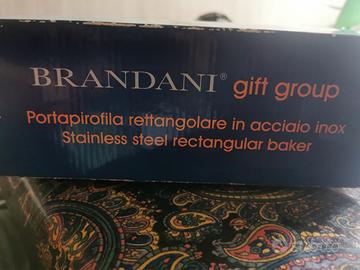 BRANDANI® gift group
Portapirofila rettangolare in acciaio inox
Stainless steel rectangular baker